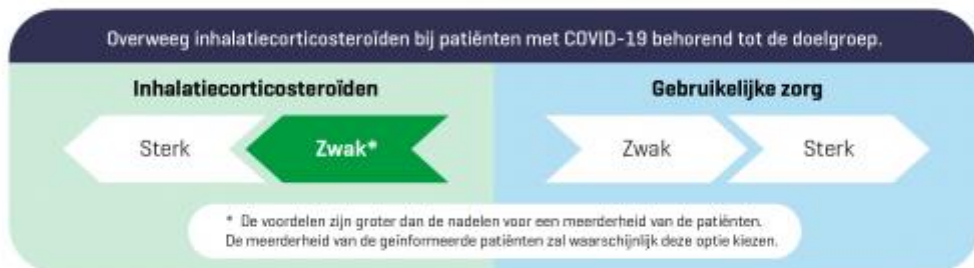 Overweeg inhalatiecorticosteroïden bij patiënten met COVID-19 behorend tot de doelgroep.
Inhalatiecorticosteroïden
Gebruikelijke zorg
Sterk
Zwak*
Zwak
Sterk
* De voordelen zijn groter dan de nadelen voor een meerderheid van de patiënten.
De meerderheid van de geïnformeerde patiënten zal waarschijnlijk deze optie kiezen.